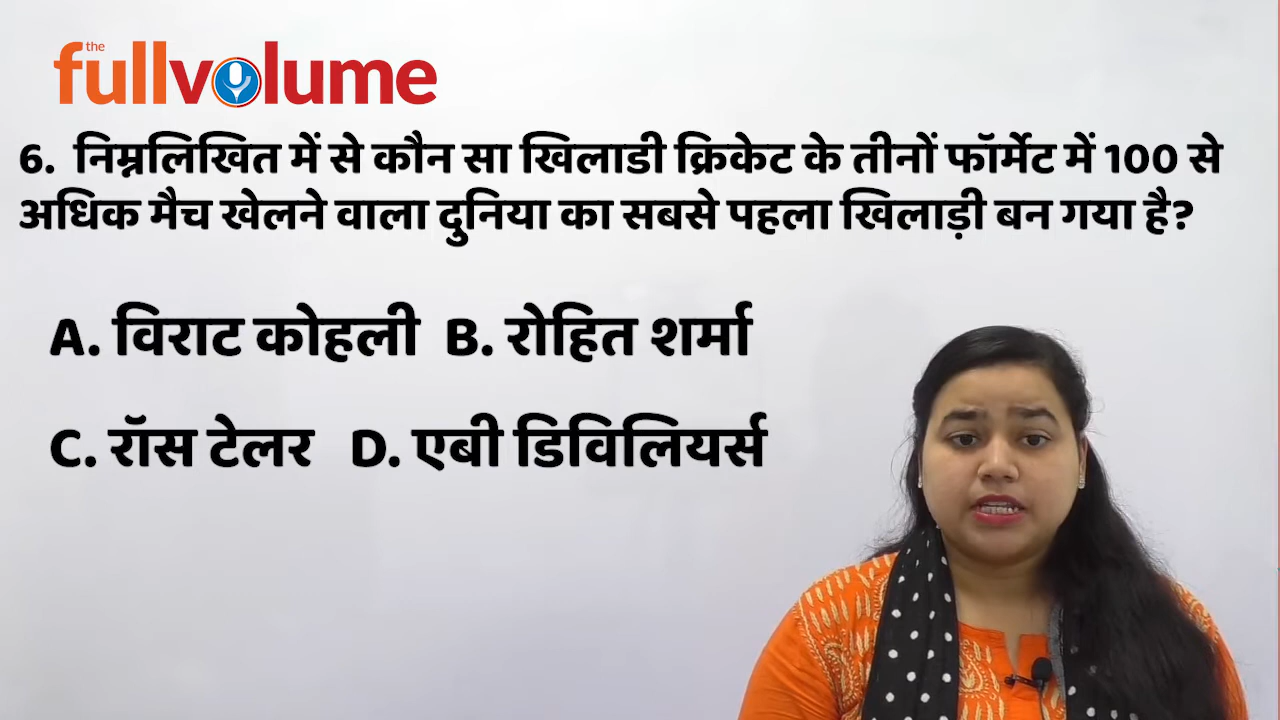 the
fullvolume
6. निम्नलिखित में से कौन सा खिलाडी क्रिकेट के तीनों फॉर्मेट में 100 से
अधिक मैच खेलने वाला दुनिया का सबसे पहला खिलाड़ी बन गया है?
A. विराट कोहली B. रोहित शर्मा
C. रॉस टेलर D. एबी डिविलियर्स